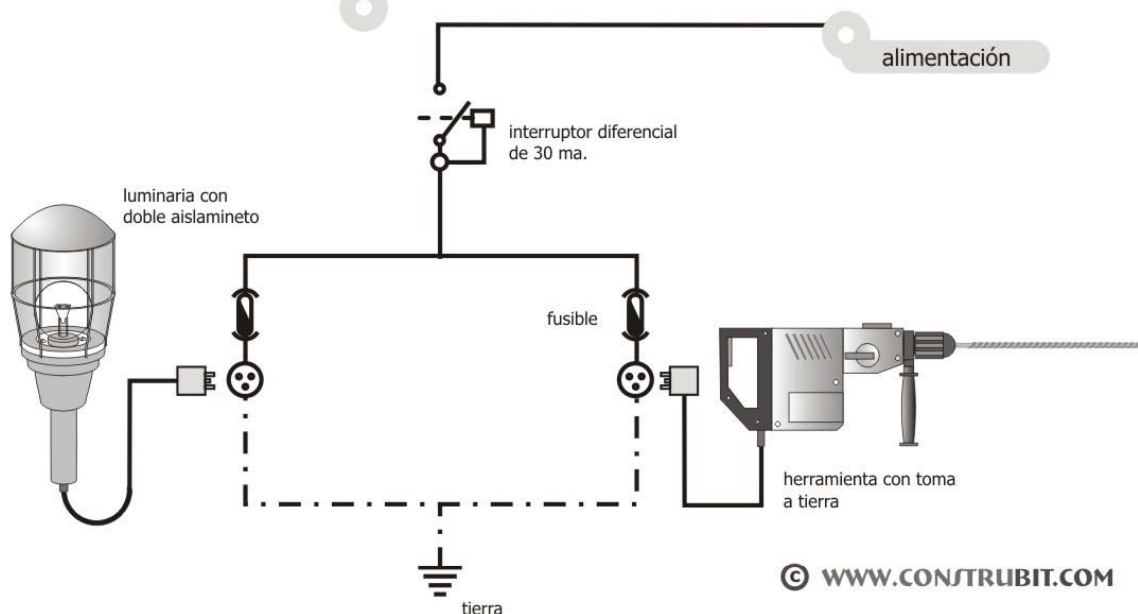 alimentación
interruptor diferencial
de 30 ma.
luminaria con
doble aislamineto
fusible
herramienta con toma
a tierra
tierra
© WWW.CONSTRUBIT.COM